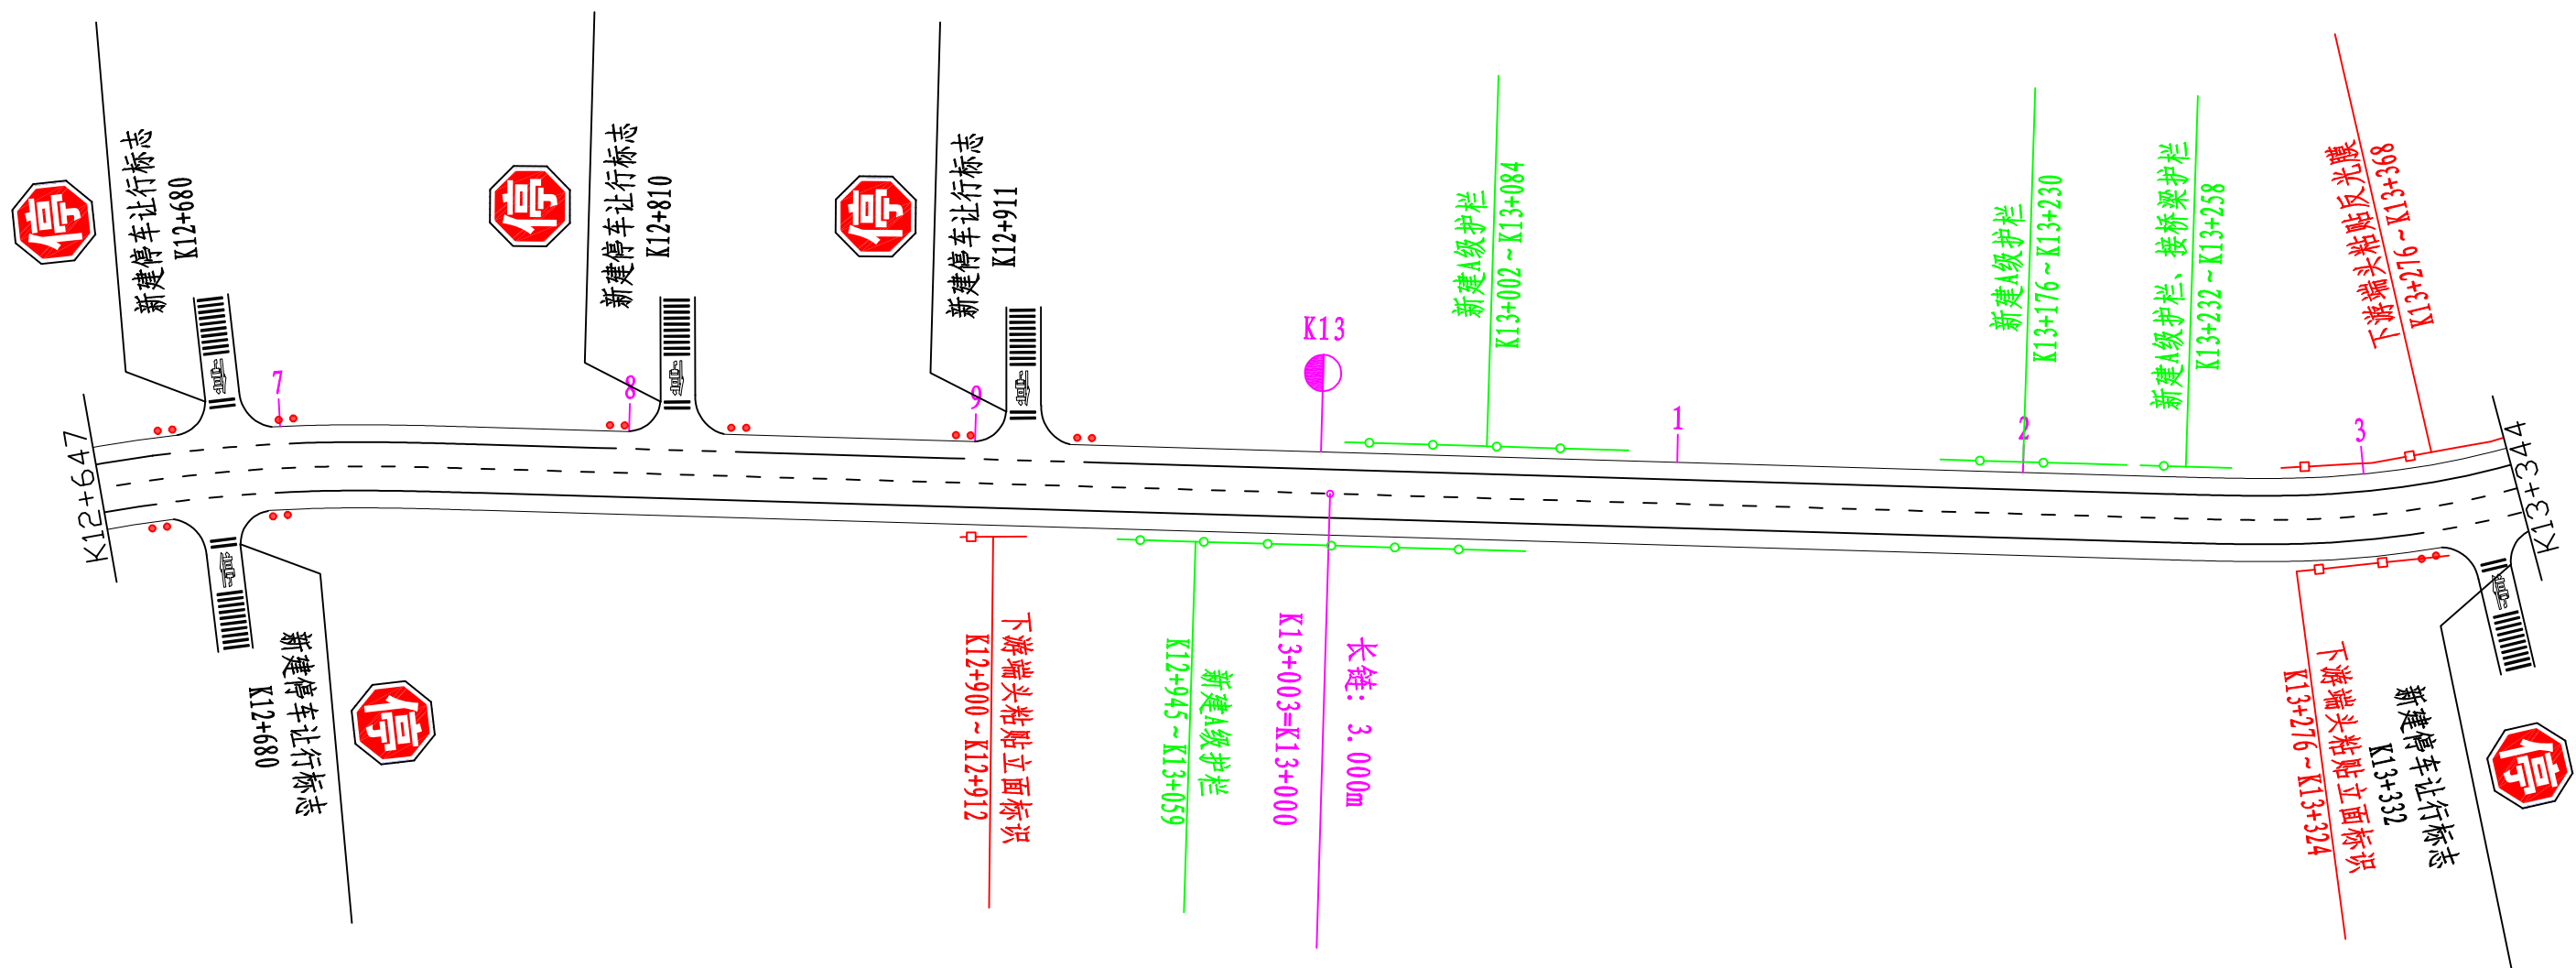 新建停车让行标志
K12+680
停
新建停车让行标志
K12+810
停
新建停车让行标志
K12+911
停
K13
新建A级护栏
K13+002~K13+084
新建A级护栏
K13+176~K13+230
新建A级护栏、接桥梁护栏
K13+232~K13+258
下游端头粘贴反光膜
K13+276~K13+368
7
8
9
1
2
3
K12+647
K13+344
新建停车让行标志
K12+680
停
下游端头粘贴立面标识
K12+900~K12+912
新建A级护栏
K12+945~K13+059
长链: 3.000m
K13+003=K13+000
下游端头粘贴立面标识
K13+276~K13+324
新建停车让行标志
K13+332
停